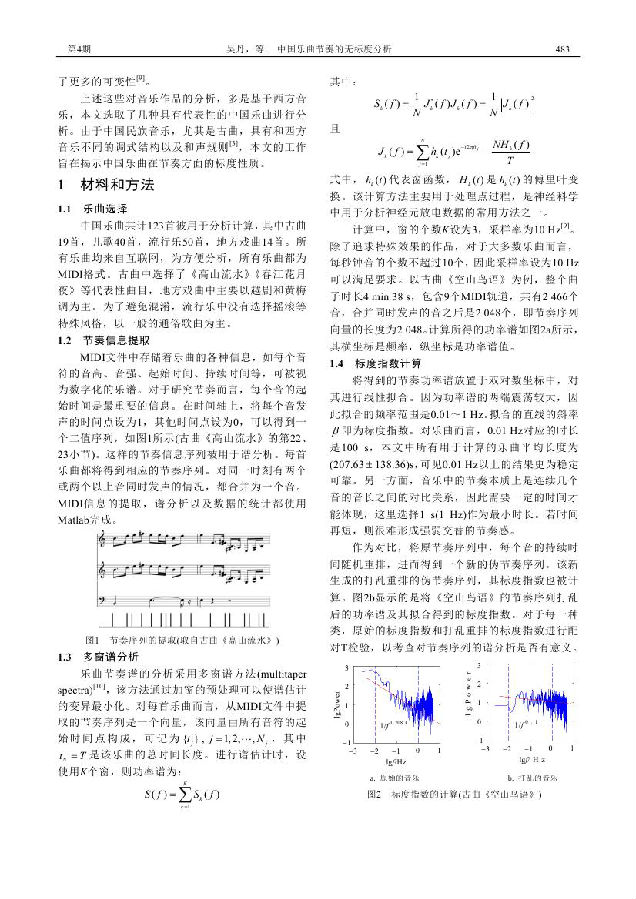 第4期
吴丹，等 中国乐曲节奏的无标度分析
483
了更多的可变性[9]。
上述这些对音乐作品的分析，多是基于西方音
乐，本文选取了几种具有代表性的中国乐曲进行分
析。由于中国民族音乐，尤其是古曲，具有和西方
音乐不同的调式结构以及和声规则[3]，本文的工作
旨在揭示中国乐曲在节奏方面的标度性质。
1 材料和方法
1.1 乐曲选择
中国乐曲共计123首被用于分析计算，其中古曲
19首，儿歌40首，流行乐50首，地方戏曲14首。所
有乐曲均来自互联网，为方便分析，所有乐曲都为
MIDI格式。古曲中选择了《高山流水》《春江花月
夜》等代表性曲目，地方戏曲中主要以越剧和黄梅
调为主。为了避免混淆，流行乐中没有选择摇滚等
特殊风格，以一般的通俗歌曲为主。
1.2 节奏信息提取
MIDI文件中存储着乐曲的各种信息，如每个音
符的音高、音强、起始时间、持续时间等，可被视
为数字化的乐谱。对于研究节奏而言，每个音的起
始时间是最重要的信息。在时间轴上，将每个音发
声的时间点设为1，其他时间点设为0，可以得到一
个二值序列，如图1所示(古曲《高山流水》的第22、
23小节)。这样的节奏信息序列被用于谱分析。每首
乐曲都将得到相应的节奏序列。对同一时刻有两个
或两个以上音同时发声的情况，都合并为一个音。
MIDI信息的提取，谱分析以及数据的统计都使用
Matlab完成。
图1 节奏序列的提取(取自古曲《高山流水》)
1.3 多窗谱分析
乐曲节奏谱的分析采用多窗谱方法(multitaper
spectra)[10]，该方法通过加窗的预处理可以使谱估计
的变异最小化。对每首乐曲而言，从MIDI文件中提
取的节奏序列是一个向量，该向量由所有音符的起
始时间点构成，可记为{t_j}, j=1,2,⋯,N，其中
t_n = T 是该乐曲的总时间长度。进行谱估计时，设
使用K个窗，则功率谱为：
S(f) = ∑ S_k(f)
其中：
S_k(f) = 1/N J_k*(f)J_k(f) = 1/N |J_k(f)|²
且
式中，h_k(t)代表窗函数，H_k(t)是h_k(t)的傅里叶变
换。该计算方法主要用于处理点过程，是神经科学
中用于分析神经元放电数据的常用方法之一。
计算中，窗的个数K设为3，采样率为10 Hz[2]。
除了追求特殊效果的作品，对于大多数乐曲而言，
每秒钟音的个数不超过10个，因此采样率设为10 Hz
可以满足要求。以古曲《空山鸟语》为例，整个曲
子时长4 min 38 s，包含9个MIDI轨道，共有2 466个
音，合并同时发声的音之后是2 048个，即节奏序列
向量的长度为2 048。计算所得的功率谱如图2a所示，
其横坐标是频率，纵坐标是功率谱值。
1.4 标度指数计算
将得到的节奏功率谱放置于双对数坐标中，对
其进行线性拟合。因为功率谱的两端震荡较大，因
此拟合的频率范围是0.01～1 Hz。拟合的直线的斜率
β即为标度指数。对乐曲而言，0.01 Hz对应的时长
是100 s，本文中所有用于计算的乐曲平均长度为
(207.63±138.36)s，可见0.01 Hz以上的结果更为稳定
可靠。另一方面，音乐中的节奏本质上是连续几个
音的音长之间的对比关系，因此需要一定的时间才
能体现，这里选择1 s(1 Hz)作为最小时长。若时间
再短，则很难形成强弱交替的节奏感。
作为对比，将原节奏序列中，每个音的持续时
间随机重排，进而得到一个新的伪节奏序列。该新
生成的打乱重排的伪节奏序列，其标度指数也被计
算。图2b显示的是将《空山鸟语》的节奏序列打乱
后的功率谱及其拟合得到的标度指数。对于每一种
类，原始的标度指数和打乱重排的标度指数进行配
对T检验，以考查对节奏序列的谱分析是否有意义。
3
2
1
0
−1
−3 −2 −1 0 1
lg Power
lg f/Hz
a. 原始的音乐
3
2
1
0
−3 −2 −1 0 1
lg Power
lg f/Hz
b. 打乱的音乐
图2 标度指数的计算(古曲《空山鸟语》)